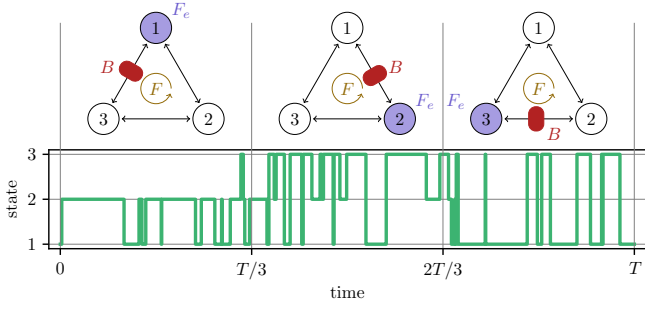 F_e
1 1 1
B B
F F F
F_e F_e
3 2 3 2 3 2
B
3
2
1
state
0 T/3 2T/3 T
time